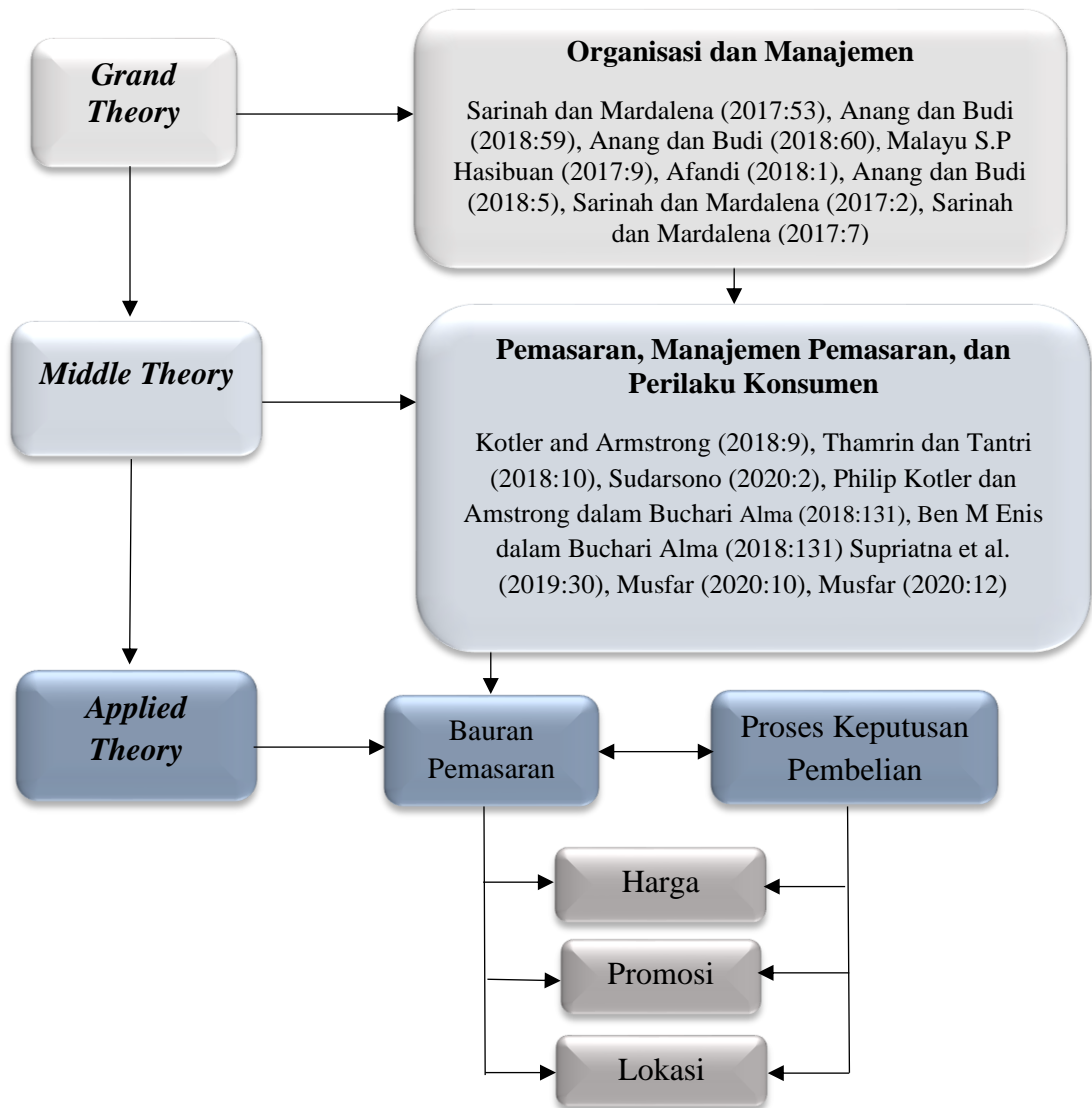 Grand
Theory
Organisasi dan Manajemen
Sarinah dan Mardalena (2017:53), Anang dan Budi
(2018:59), Anang dan Budi (2018:60), Malayu S.P
Hasibuan (2017:9), Afandi (2018:1), Anang dan Budi
(2018:5), Sarinah dan Mardalena (2017:2), Sarinah
dan Mardalena (2017:7)
Middle Theory
Pemasaran, Manajemen Pemasaran, dan
Perilaku Konsumen
Kotler and Armstrong (2018:9), Thamrin dan Tantri
(2018:10), Sudarsono (2020:2), Philip Kotler dan
Amstrong dalam Buchari Alma (2018:131), Ben M Enis
dalam Buchari Alma (2018:131) Supriatna et al.
(2019:30), Musfar (2020:10), Musfar (2020:12)
Applied
Theory
Bauran
Pemasaran
Proses Keputusan
Pembelian
Harga
Promosi
Lokasi